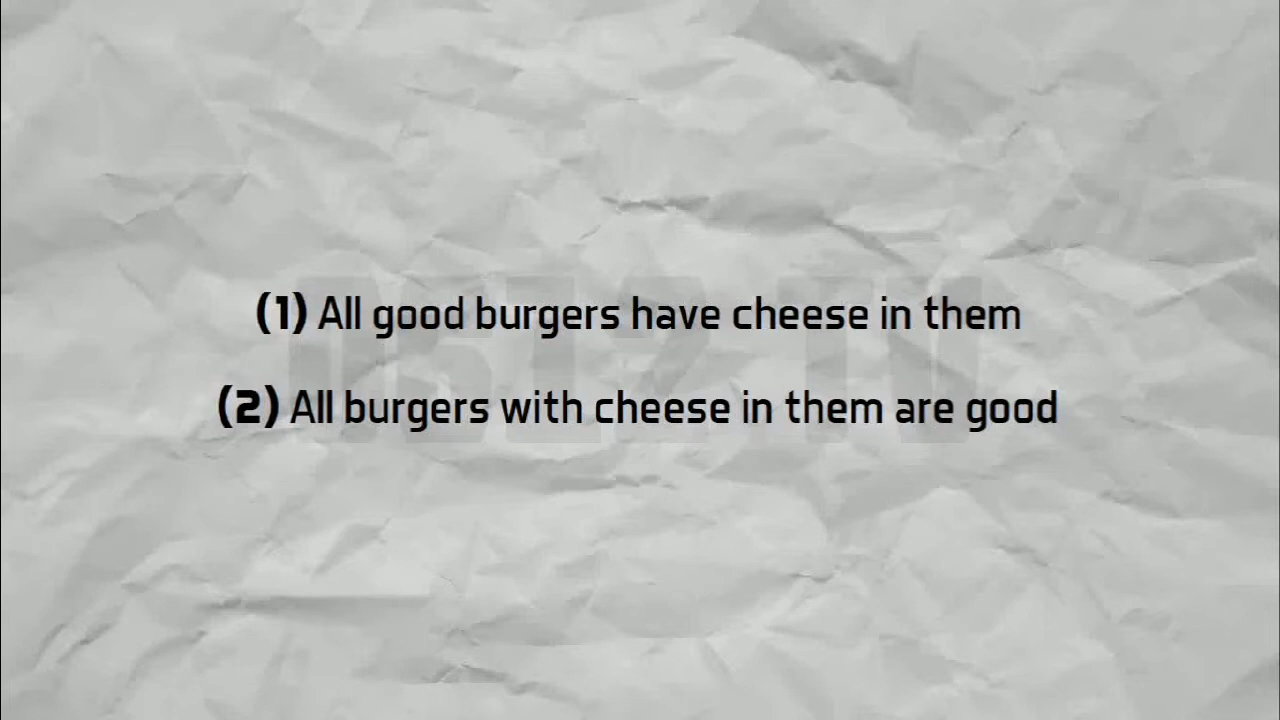 (1) All good burgers have cheese in them
(2) All burgers with cheese in them are good